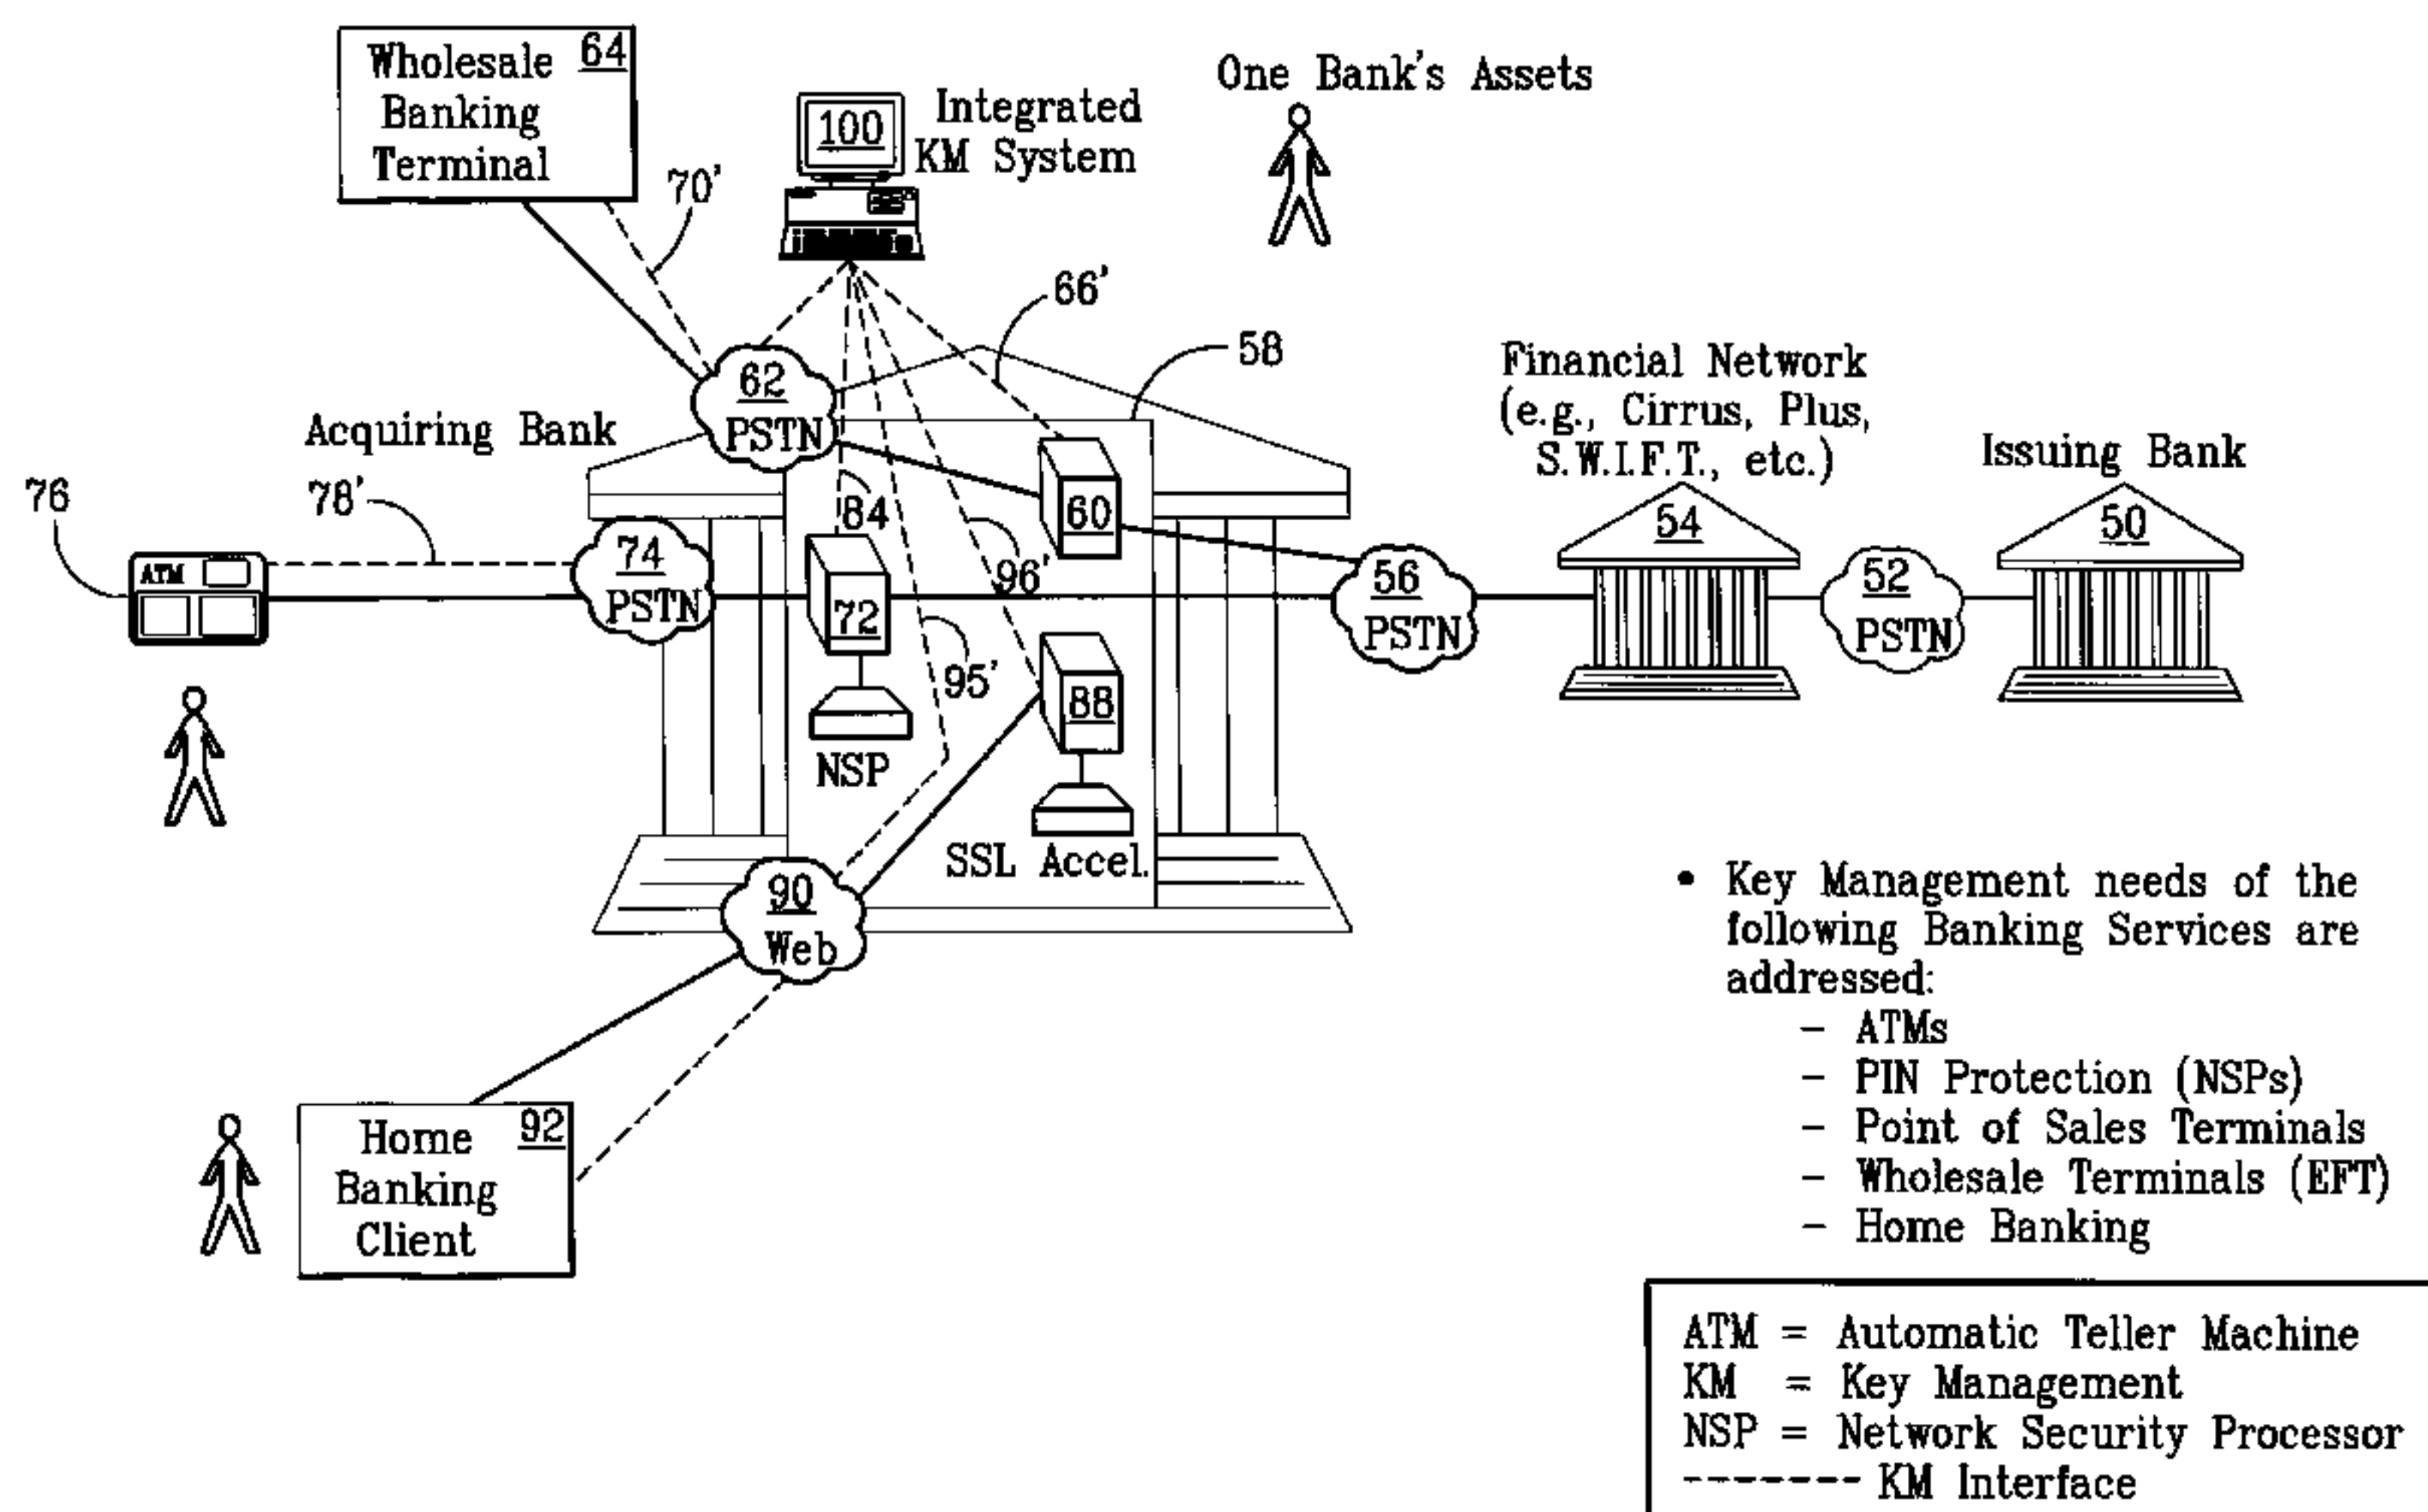 Wholesale 64
Banking
Terminal
70'
100
Integrated
KM System
One Bank's Assets
66'
58
62
PSTN
Acquiring Bank
76
78'
ATM
74
PSTN
84
72
NSP
95'
96'
60
88
SSL Accel.
56
PSTN
Financial Network
(e.g., Cirrus, Plus,
S.W.I.F.T., etc.)
54
52
PSTN
Issuing Bank
50
90
Web
Home 92
Banking
Client
• Key Management needs of the
following Banking Services are
addressed:
- ATMs
- PIN Protection (NSPs)
- Point of Sales Terminals
- Wholesale Terminals (EFT)
- Home Banking
ATM = Automatic Teller Machine
KM = Key Management
NSP = Network Security Processor
------- KM Interface